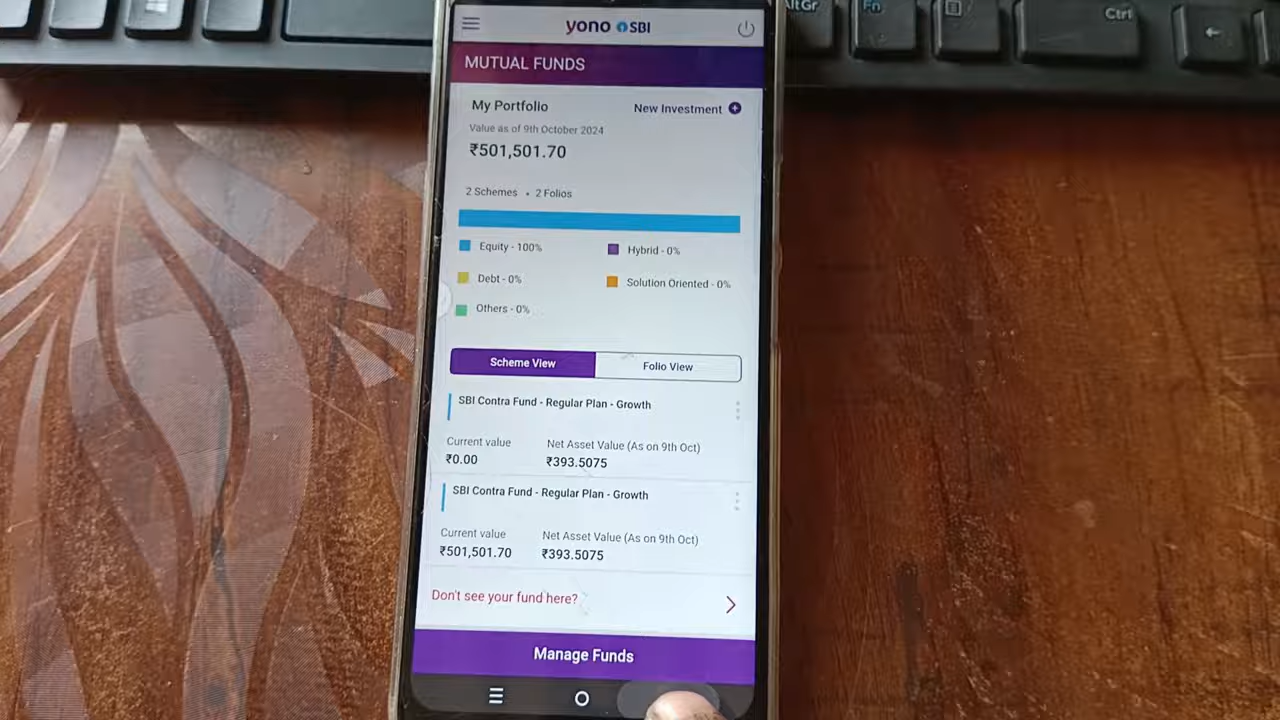 AltGr
Fn
Ctrl
yono SBI
MUTUAL FUNDS
My Portfolio
New Investment
Value as of 9th October 2024
₹501,501.70
2 Schemes • 2 Folios
Equity - 100%
Hybrid - 0%
Debt - 0%
Solution Oriented - 0%
Others - 0%
Scheme View
Folio View
SBI Contra Fund - Regular Plan - Growth
Current value
Net Asset Value (As on 9th Oct)
₹0.00
₹393.5075
SBI Contra Fund - Regular Plan - Growth
Current value
Net Asset Value (As on 9th Oct)
₹501,501.70
₹393.5075
Don't see your fund here?
Manage Funds